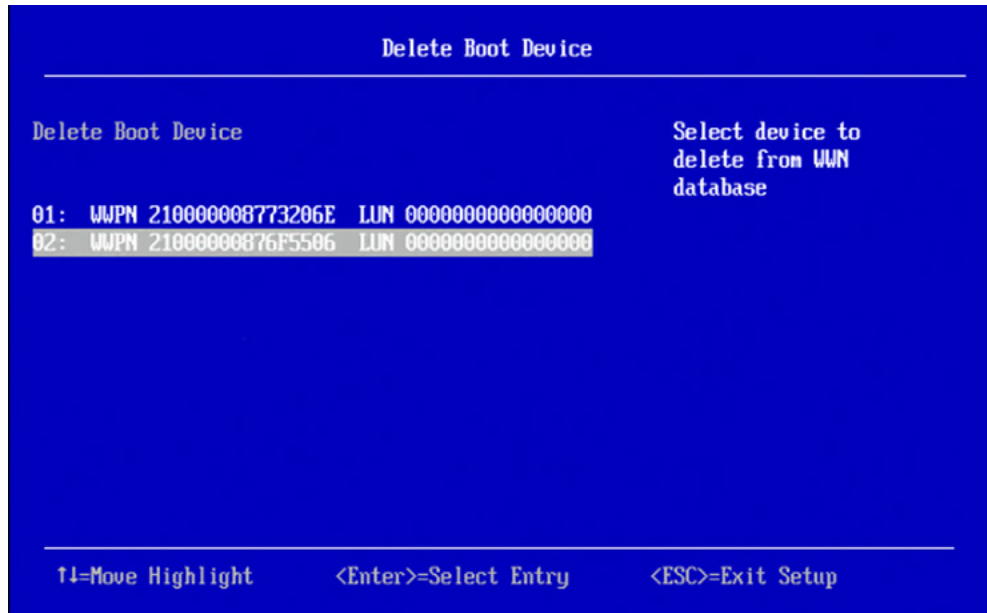 Delete Boot Device
Delete Boot Device
Select device to
delete from WWN
database
01: WWPN 210000008773206E LUN 0000000000000000
02: WWPN 21000000876F5506 LUN 0000000000000000
↑↓=Move Highlight <Enter>=Select Entry <ESC>=Exit Setup